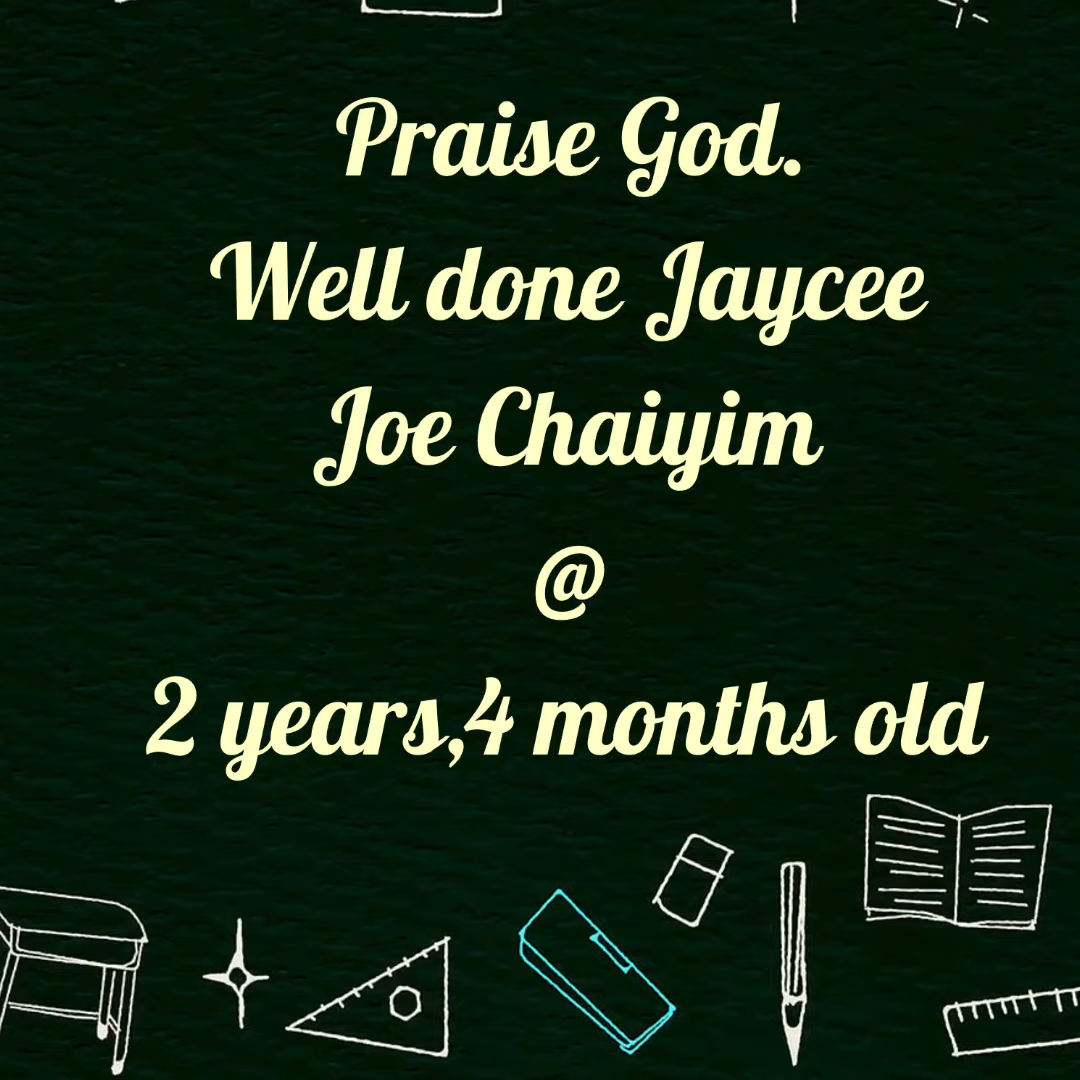 Praise God.
Well done Jaycee
Joe Chaiyim
@
2 years,4 months old